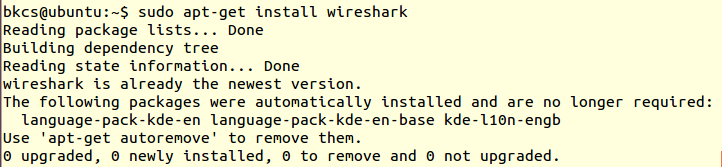 bkcs@ubuntu:~$ sudo apt-get install wireshark
Reading package lists... Done
Building dependency tree
Reading state information... Done
wireshark is already the newest version.
The following packages were automatically installed and are no longer required:
  language-pack-kde-en language-pack-kde-en-base kde-l10n-engb
Use 'apt-get autoremove' to remove them.
0 upgraded, 0 newly installed, 0 to remove and 0 not upgraded.